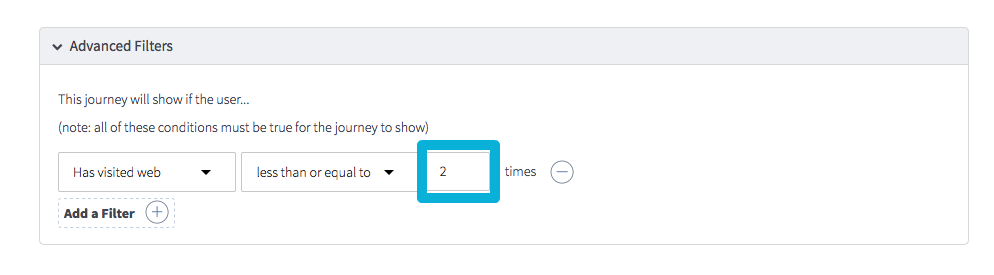 Advanced Filters
This journey will show if the user...
(note: all of these conditions must be true for the journey to show)
Has visited web less than or equal to 2 times
Add a Filter